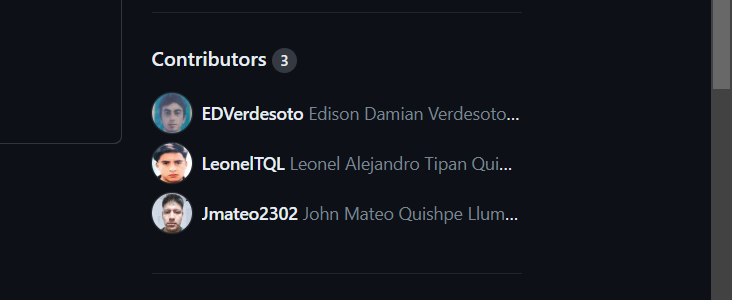 Contributors 3
EDVerdesoto Edison Damian Verdesoto...
LeonelTQL Leonel Alejandro Tipan Qui...
Jmateo2302 John Mateo Quishpe Llum...